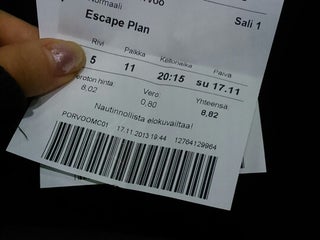 Normaali
Sali 1
Escape Plan
Rivi Paikka Kellonaika Päivä
5 11 20:15 su 17.11
Veroton hinta: Vero: Yhteensä
8,02 0,80 8,82
Nautinnollista elokuvailtaa!
PORVOOMC01 17.11.2013 19:44 12764129964